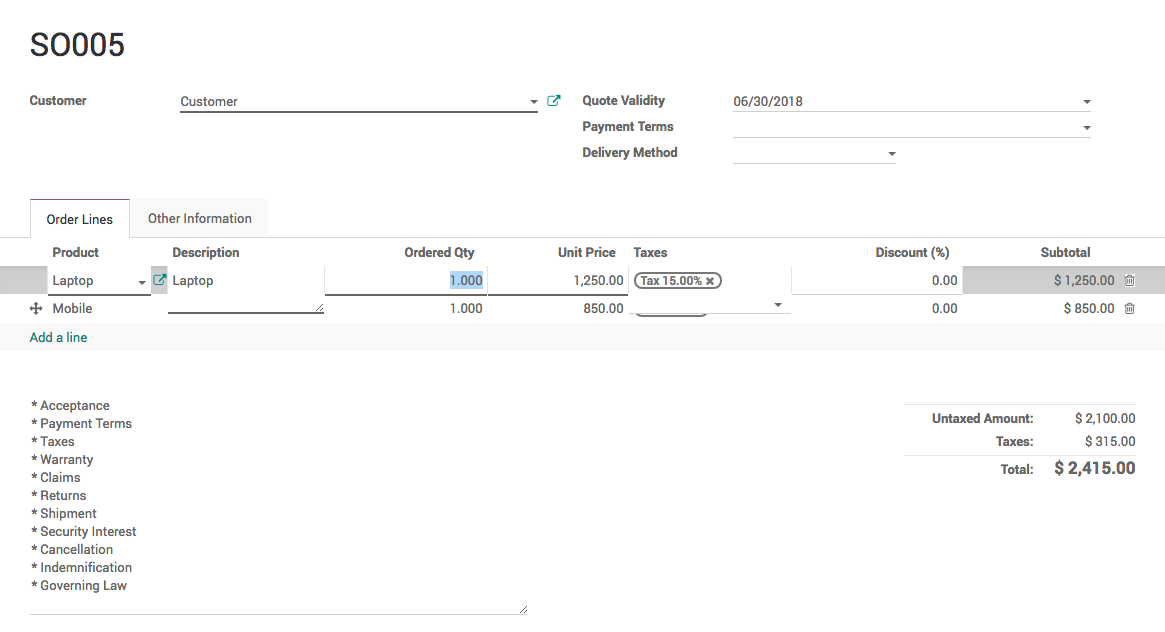 SO005
Customer Customer Quote Validity 06/30/2018
Payment Terms
Delivery Method
Order Lines Other Information
Product Description Ordered Qty Unit Price Taxes Discount (%) Subtotal
Laptop Laptop 1.000 1,250.00 Tax 15.00% 0.00 $ 1,250.00
Mobile 1.000 850.00 0.00 $ 850.00
Add a line
* Acceptance
* Payment Terms
* Taxes
* Warranty
* Claims
* Returns
* Shipment
* Security Interest
* Cancellation
* Indemnification
* Governing Law
Untaxed Amount: $ 2,100.00
Taxes: $ 315.00
Total: $ 2,415.00